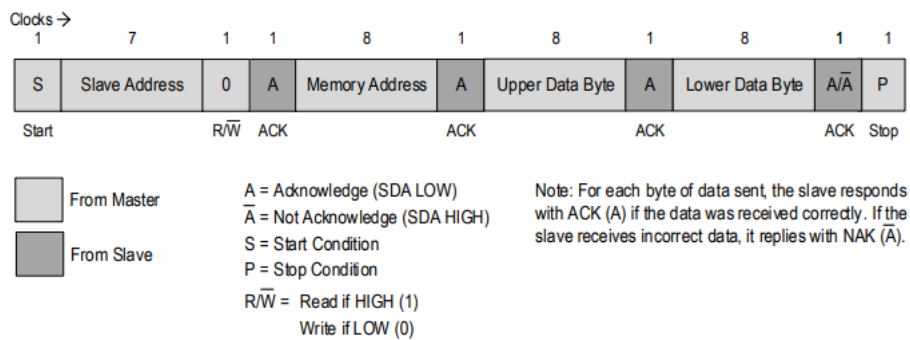 Clocks →
1 7 1 1 8 1 8 1 8 1 1
S Slave Address 0 A Memory Address A Upper Data Byte A Lower Data Byte A/A̅ P
Start R/W̅ ACK ACK ACK ACK Stop
From Master
From Slave
A = Acknowledge (SDA LOW)
A̅ = Not Acknowledge (SDA HIGH)
S = Start Condition
P = Stop Condition
R/W̅ = Read if HIGH (1)
Write if LOW (0)
Note: For each byte of data sent, the slave responds
with ACK (A) if the data was received correctly. If the
slave receives incorrect data, it replies with NAK (A̅).